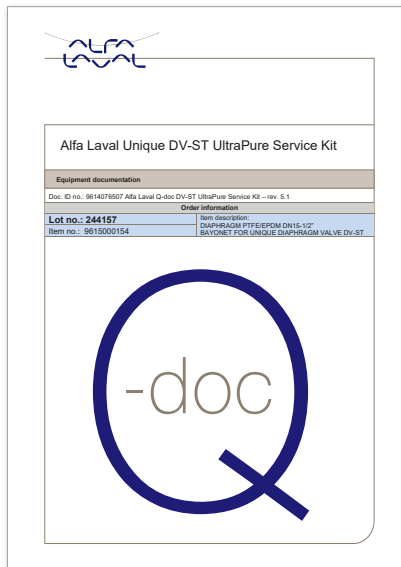 ALFA
LAVAL
Alfa Laval Unique DV-ST UltraPure Service Kit
Equipment documentation
Doc. ID no.: 9614076507 Alfa Laval Q-doc DV-ST UltraPure Service Kit – rev. 5.1
Order information
Lot no.: 244157
Item no.: 9615000154
Item description:
DIAPHRAGM PTFE/EPDM DN15-1/2"
BAYONET FOR UNIQUE DIAPHRAGM VALVE DV-ST
Q
-doc